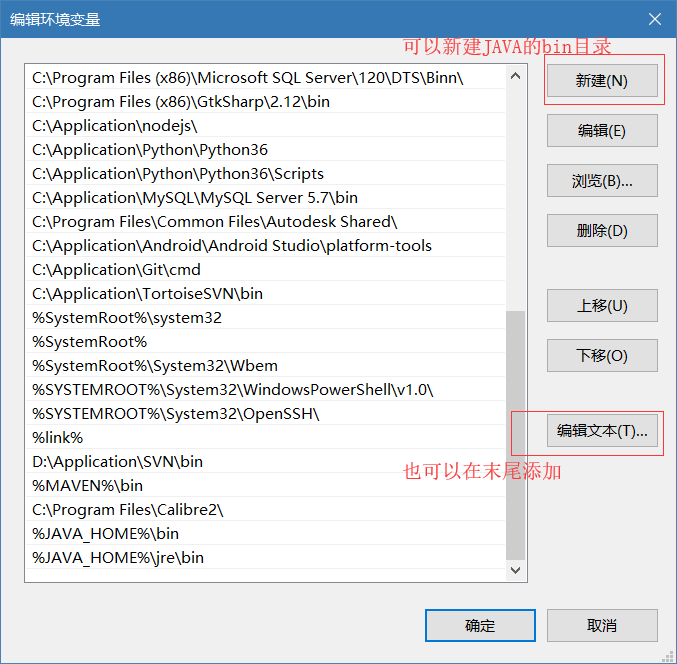 编辑环境变量
可以新建JAVA的bin目录
C:\Program Files (x86)\Microsoft SQL Server\120\DTS\Binn\
新建(N)
C:\Program Files (x86)\GtkSharp\2.12\bin
C:\Application\nodejs\
编辑(E)
C:\Application\Python\Python36
C:\Application\Python\Python36\Scripts
浏览(B)...
C:\Application\MySQL\MySQL Server 5.7\bin
C:\Program Files\Common Files\Autodesk Shared\
删除(D)
C:\Application\Android\Android Studio\platform-tools
C:\Application\Git\cmd
C:\Application\TortoiseSVN\bin
上移(U)
%SystemRoot%\system32
%SystemRoot%
下移(O)
%SystemRoot%\System32\Wbem
%SYSTEMROOT%\System32\WindowsPowerShell\v1.0\
%SYSTEMROOT%\System32\OpenSSH\
编辑文本(T)...
%link%
D:\Application\SVN\bin
也可以在末尾添加
%MAVEN%\bin
C:\Program Files\Calibre2\
%JAVA_HOME%\bin
%JAVA_HOME%\jre\bin
确定
取消